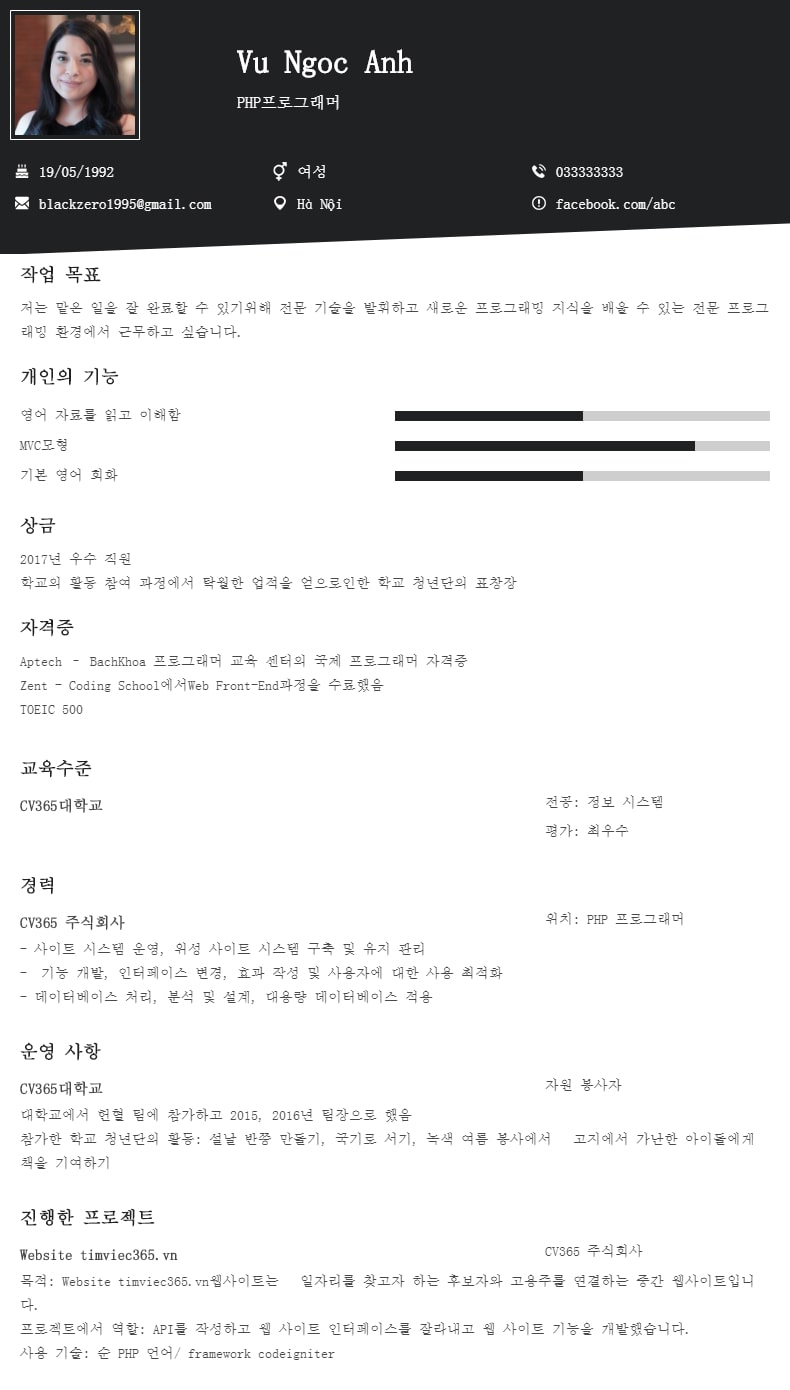 Vu Ngoc Anh
PHP프로그래머
19/05/1992
여성
033333333
blackzero1995@gmail.com
Hà Nội
facebook.com/abc
작업 목표
저는 맡은 일을 잘 완료할 수 있기위해 전문 기술을 발휘하고 새로운 프로그래밍 지식을 배울 수 있는 전문 프로그
래밍 환경에서 근무하고 싶습니다.
개인의 기능
영어 자료를 읽고 이해함
MVC모형
기본 영어 회화
상금
2017년 우수 직원
학교의 활동 참여 과정에서 탁월한 업적을 얻으로인한 학교 청년단의 표창장
자격증
Aptech – BachKhoa 프로그래머 교육 센터의 국제 프로그래머 자격증
Zent - Coding School에서Web Front-End과정을 수료했음
TOEIC 500
교육수준
CV365대학교
전공: 정보 시스템
평가: 최우수
경력
CV365 주식회사
위치: PHP 프로그래머
- 사이트 시스템 운영, 위성 사이트 시스템 구축 및 유지 관리
- 기능 개발, 인터페이스 변경, 효과 작성 및 사용자에 대한 사용 최적화
- 데이터베이스 처리, 분석 및 설계, 대용량 데이터베이스 적용
운영 사항
CV365대학교
자원 봉사자
대학교에서 헌혈 팀에 참가하고 2015, 2016년 팀장으로 했음
참가한 학교 청년단의 활동: 설날 반쯩 만들기, 국기로 서기, 녹색 여름 봉사에서 고지에서 가난한 아이들에게
책을 기여하기
진행한 프로젝트
Website timviec365.vn
CV365 주식회사
목적: Website timviec365.vn웹사이트는 일자리를 찾고자 하는 후보자와 고용주를 연결하는 중간 웹사이트입니
다.
프로젝트에서 역할: API를 작성하고 웹 사이트 인터페이스를 잘라내고 웹 사이트 기능을 개발했습니다.
사용 기술: 순 PHP 언어/ framework codeigniter